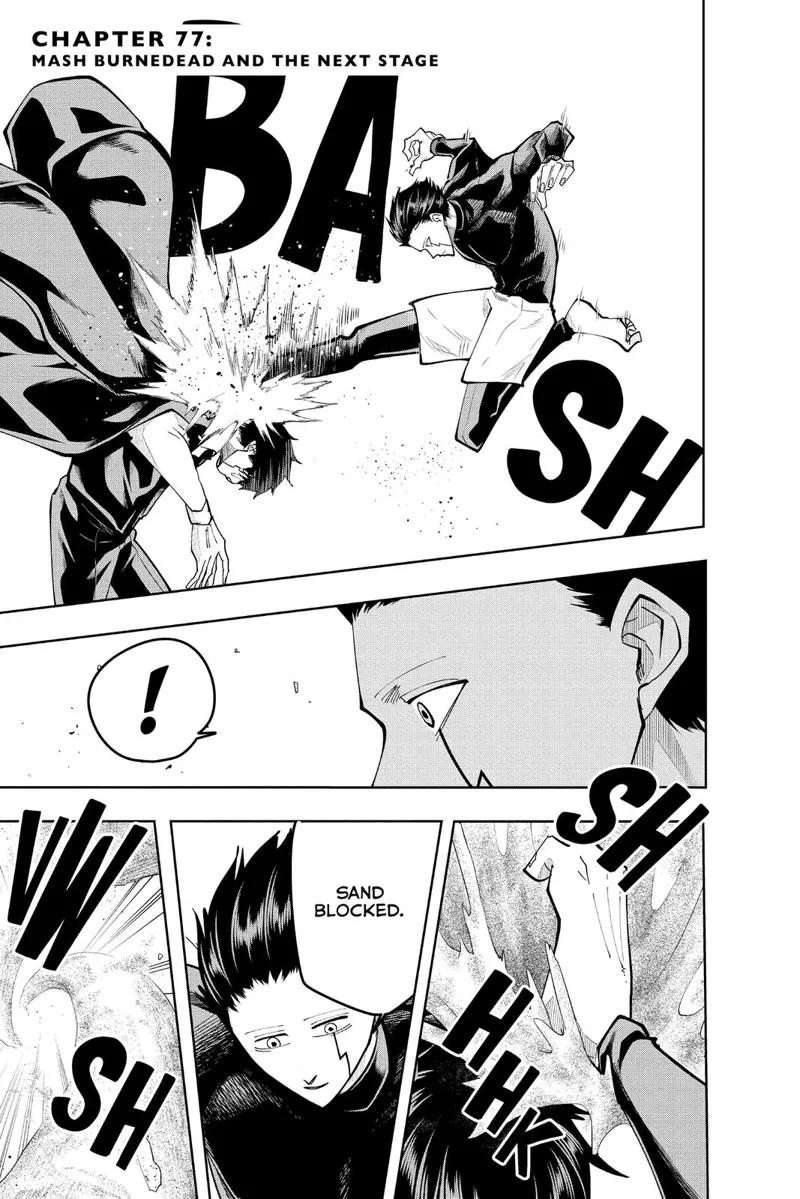 CHAPTER 77:
MASH BURNEDEAD AND THE NEXT STAGE
BA
SH
!
SH
HHK
SAND
BLOCKED.
VW
SH